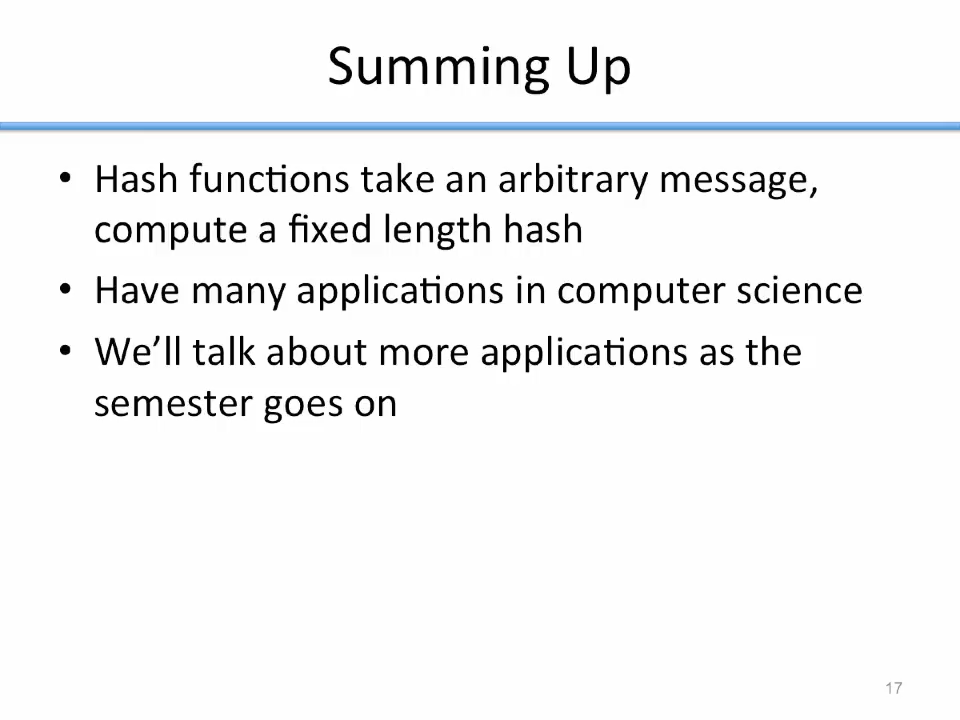 Summing Up
• Hash functions take an arbitrary message,
compute a fixed length hash
• Have many applications in computer science
• We’ll talk about more applications as the
semester goes on
17